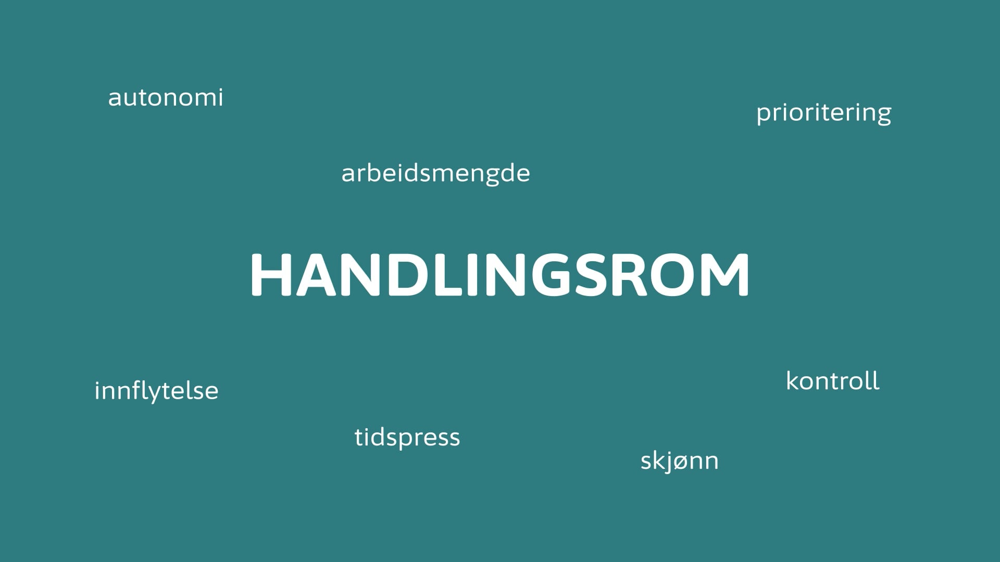 autonomi
prioritering
arbeidsmengde
HANDLINGSROM
innflytelse
kontroll
tidspress
skjønn